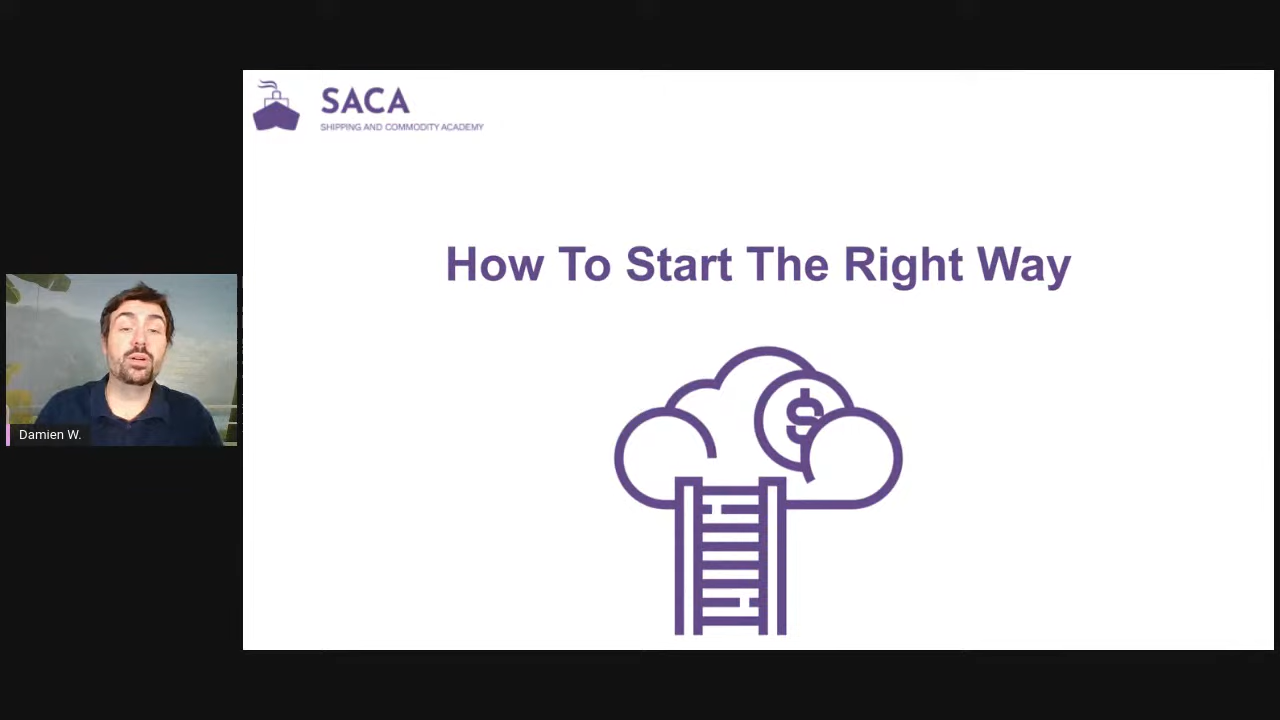 SACA
SHIPPING AND COMMODITY ACADEMY
How To Start The Right Way
$
Damien W.